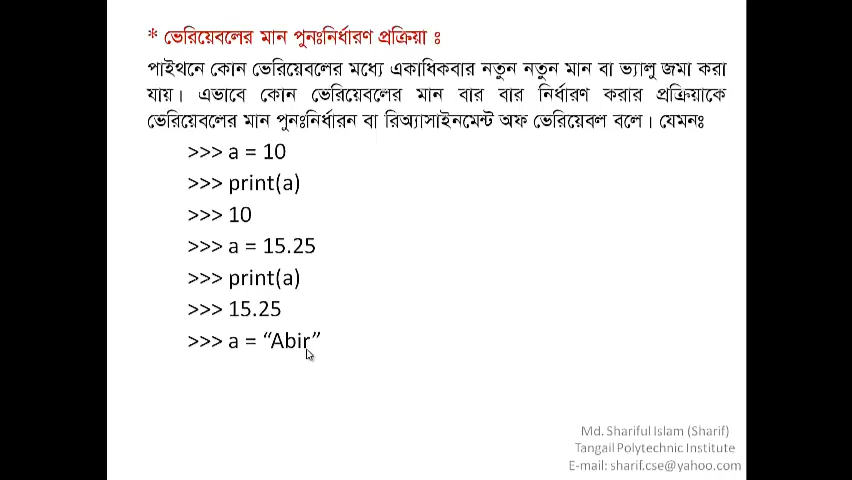 * ভেরিয়েবলের মান পুনঃনির্ধারণ প্রক্রিয়া ঃ
পাইথনে কোন ভেরিয়েবলের মধ্যে একাধিকবার নতুন নতুন মান বা ভ্যালু জমা করা
যায়। এভাবে কোন ভেরিয়েবলের মান বার বার নির্ধারণ করার প্রক্রিয়াকে
ভেরিয়েবলের মান পুনঃনির্ধারন বা রিঅ্যাসাইনমেন্ট অফ ভেরিয়েবল বলে। যেমনঃ
>>> a = 10
>>> print(a)
>>> 10
>>> a = 15.25
>>> print(a)
>>> 15.25
>>> a = “Abir”
Md. Shariful Islam (Sharif)
Tangail Polytechnic Institute
E-mail: sharif.cse@yahoo.com